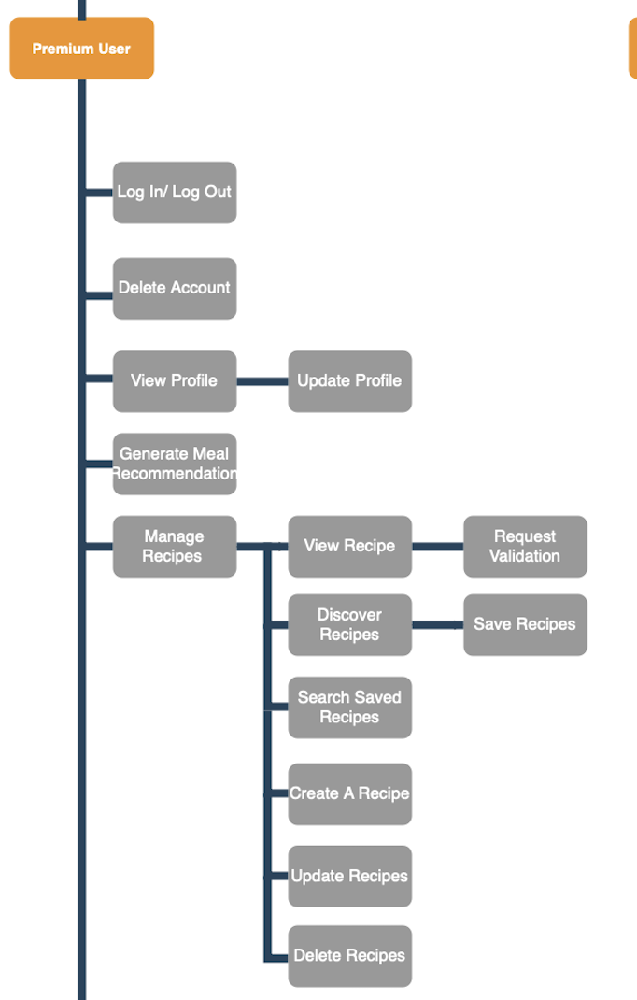 Premium User
Log In/ Log Out
Delete Account
View Profile
Update Profile
Generate Meal
Recommendation
Manage
Recipes
View Recipe
Request
Validation
Discover
Recipes
Save Recipes
Search Saved
Recipes
Create A Recipe
Update Recipes
Delete Recipes